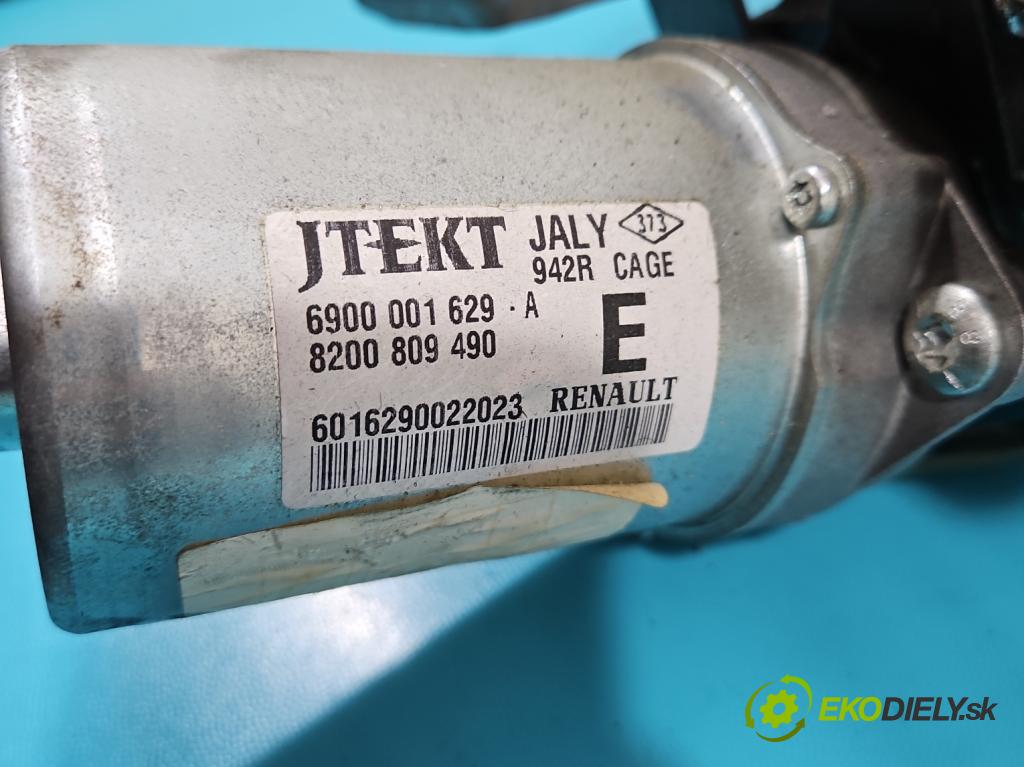 JTEKT JALY 373
942R CAGE
6900 001 629 · A
8200 809 490
E
6016290022023 RENAULT
EKODIELY.sk